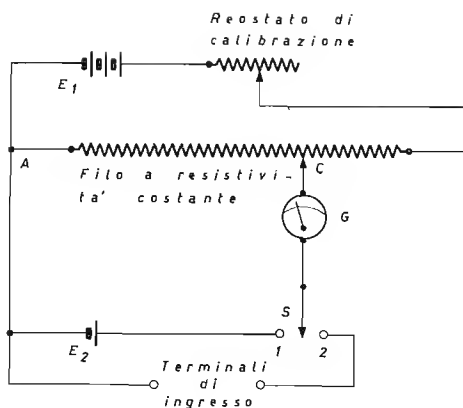 Reostato di
calibrazione
E1
A
C
Filo a resistivi-
ta' costante
G
S
E2
1
2
Terminali
di
ingresso